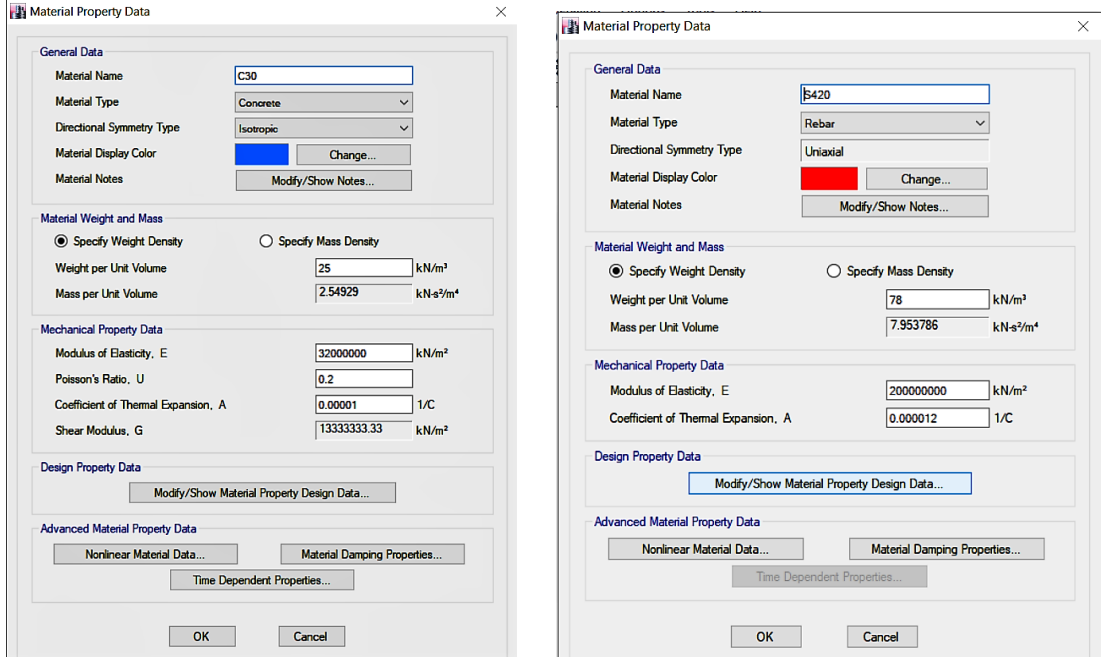 Material Property Data
General Data
Material Name C30
Material Type Concrete
Directional Symmetry Type Isotropic
Material Display Color Change...
Material Notes Modify/Show Notes...
Material Weight and Mass
Specify Weight Density Specify Mass Density
Weight per Unit Volume 25 kN/m³
Mass per Unit Volume 2.54929 kN-s²/m⁴
Mechanical Property Data
Modulus of Elasticity, E 32000000 kN/m²
Poisson's Ratio, U 0.2
Coefficient of Thermal Expansion, A 0.00001 1/C
Shear Modulus, G 13333333.33 kN/m²
Design Property Data
Modify/Show Material Property Design Data...
Advanced Material Property Data
Nonlinear Material Data... Material Damping Properties...
Time Dependent Properties...
OK Cancel
Material Property Data
General Data
Material Name S420
Material Type Rebar
Directional Symmetry Type Uniaxial
Material Display Color Change...
Material Notes Modify/Show Notes...
Material Weight and Mass
Specify Weight Density Specify Mass Density
Weight per Unit Volume 78 kN/m³
Mass per Unit Volume 7.953786 kN-s²/m⁴
Mechanical Property Data
Modulus of Elasticity, E 200000000 kN/m²
Coefficient of Thermal Expansion, A 0.000012 1/C
Design Property Data
Modify/Show Material Property Design Data...
Advanced Material Property Data
Nonlinear Material Data... Material Damping Properties...
Time Dependent Properties...
OK Cancel